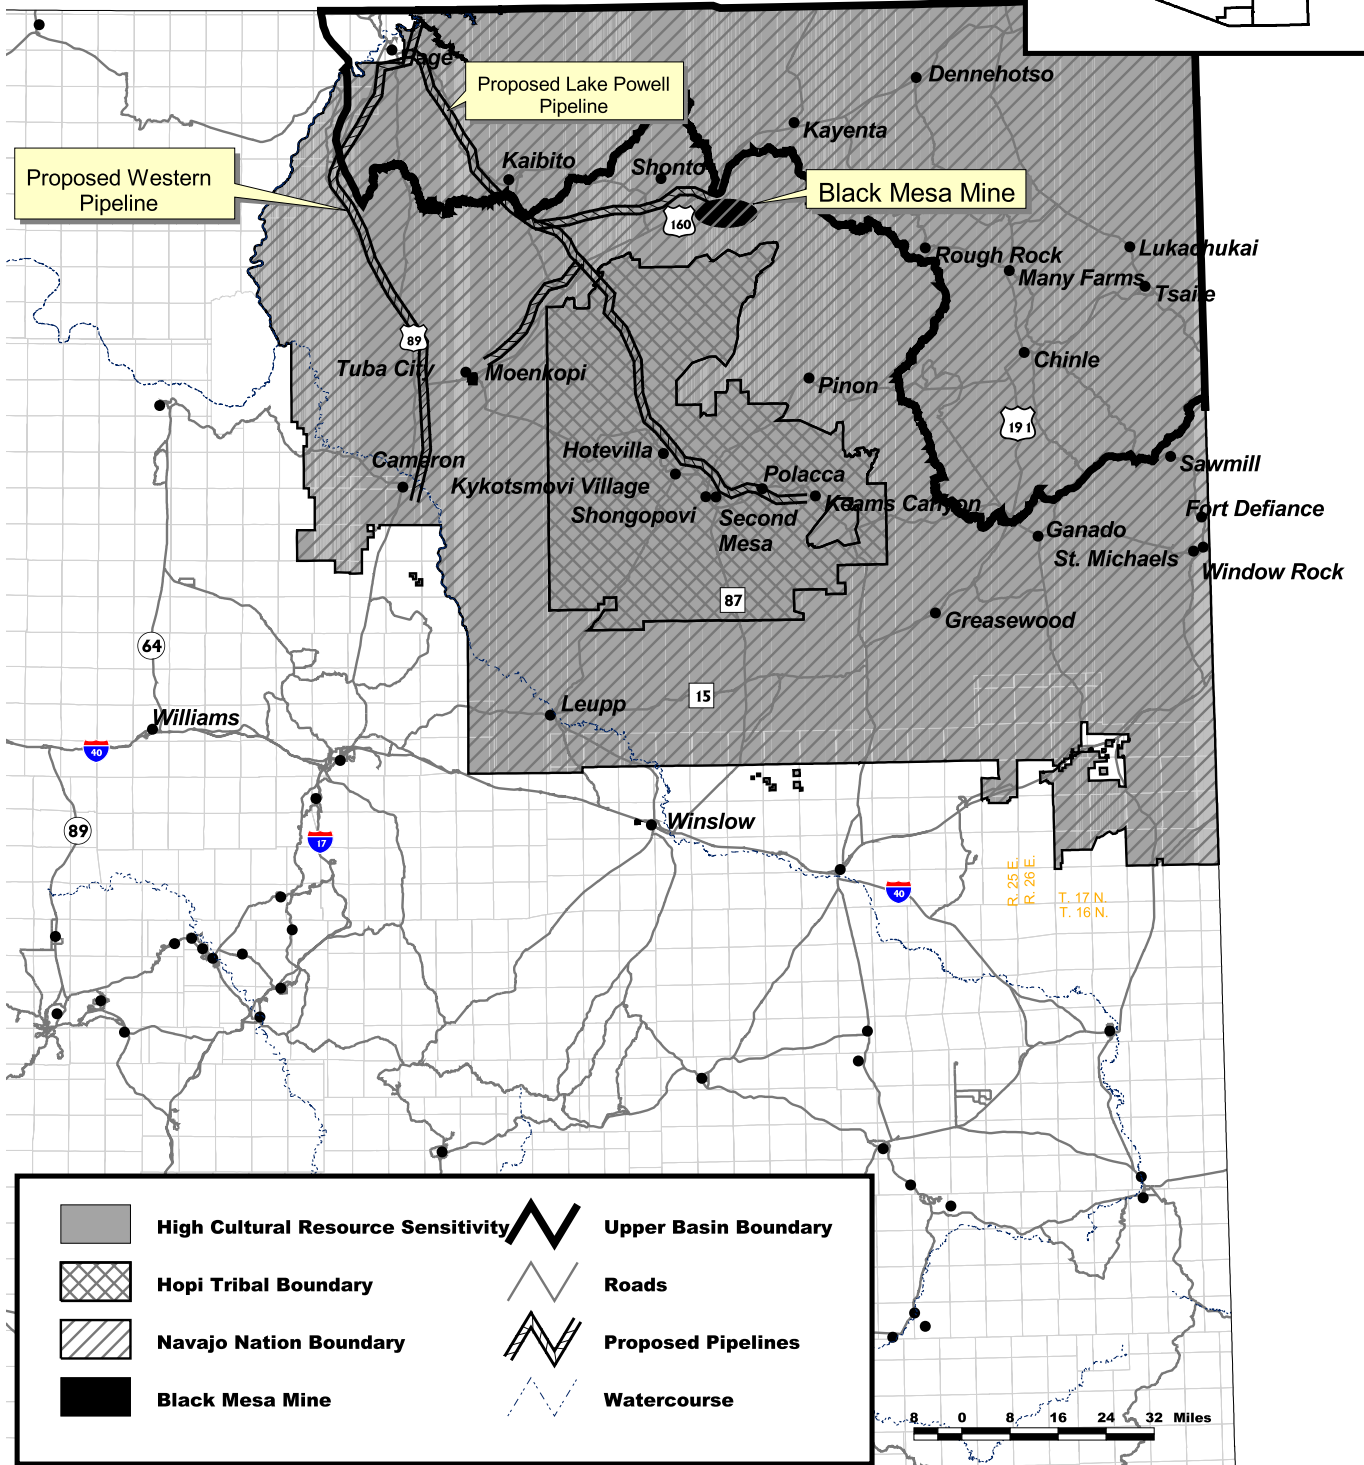 Page
Dennehotso
Proposed Lake Powell
Pipeline
Kayenta
Kaibito
Shonto
Proposed Western
Pipeline
Black Mesa Mine
160
Rough Rock
Lukachukai
Many Farms
Tsaile
89
Tuba City
Moenkopi
Chinle
Pinon
191
Hotevilla
Cameron
Polacca
Sawmill
Kykotsmovi Village
Keams Canyon
Shongopovi
Second
Mesa
Fort Defiance
Ganado
St. Michaels
Window Rock
87
Greasewood
64
15
Leupp
Williams
40
Winslow
89
17
40
R. 25 E.
R. 26 E.
T. 17 N.
T. 16 N.
High Cultural Resource Sensitivity
Upper Basin Boundary
Hopi Tribal Boundary
Roads
Navajo Nation Boundary
Proposed Pipelines
Black Mesa Mine
Watercourse
8 0 8 16 24 32 Miles